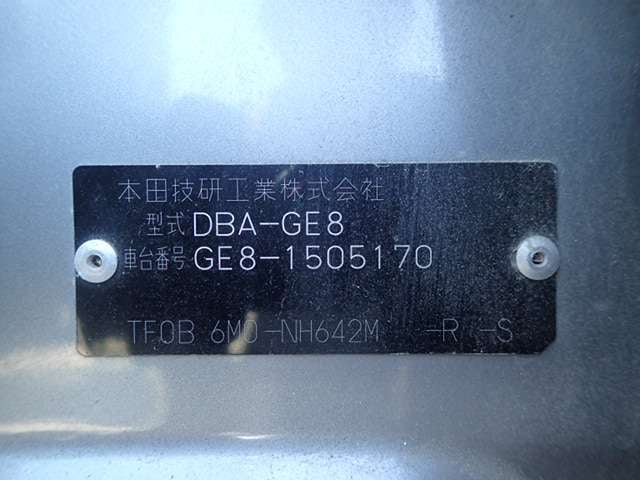 本田技研工業株式会社
型式 DBA-GE8
車台番号 GE8-1505170
TF0B 6M0-NH642M -R -S